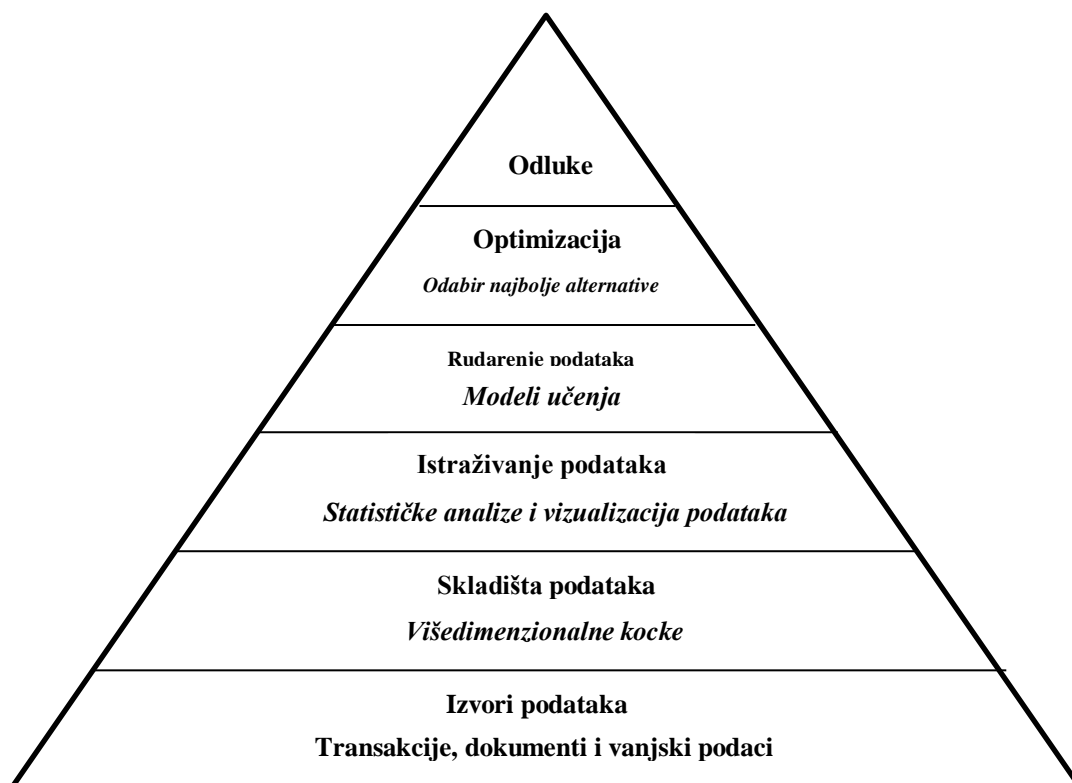 Odluke
Optimizacija
Odabir najbolje alternative
Rudarenje podataka
Modeli učenja
Istraživanje podataka
Statističke analize i vizualizacija podataka
Skladišta podataka
Višedimenzionalne kocke
Izvori podataka
Transakcije, dokumenti i vanjski podaci